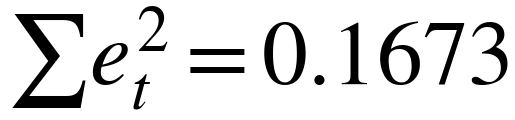 ∑e_t^2 = 0.1673